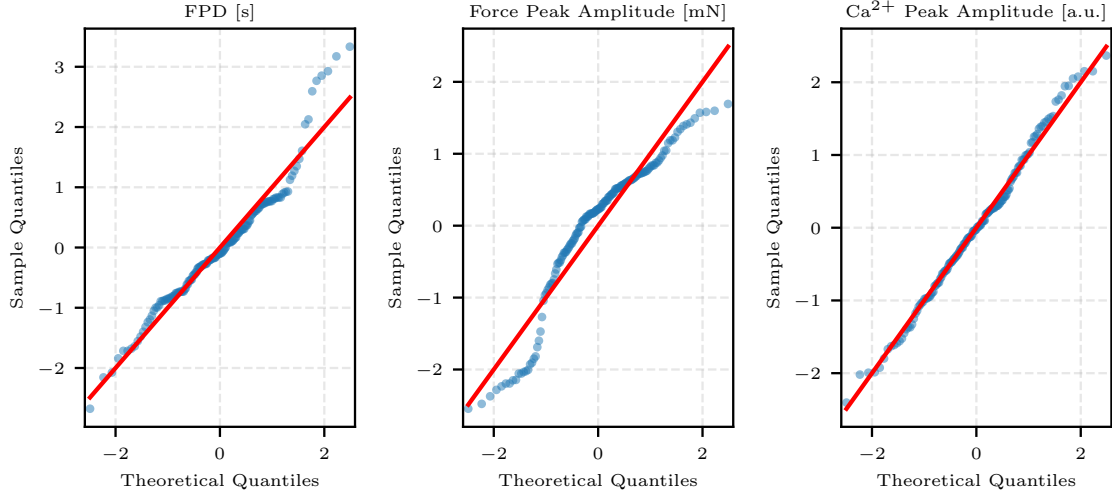 FPD [s]
3
2
1
0
−1
−2
−2 0 2
Sample Quantiles
Theoretical Quantiles
Force Peak Amplitude [mN]
2
1
0
−1
−2
−2 0 2
Sample Quantiles
Theoretical Quantiles
Ca²⁺ Peak Amplitude [a.u.]
2
1
0
−1
−2
−2 0 2
Sample Quantiles
Theoretical Quantiles